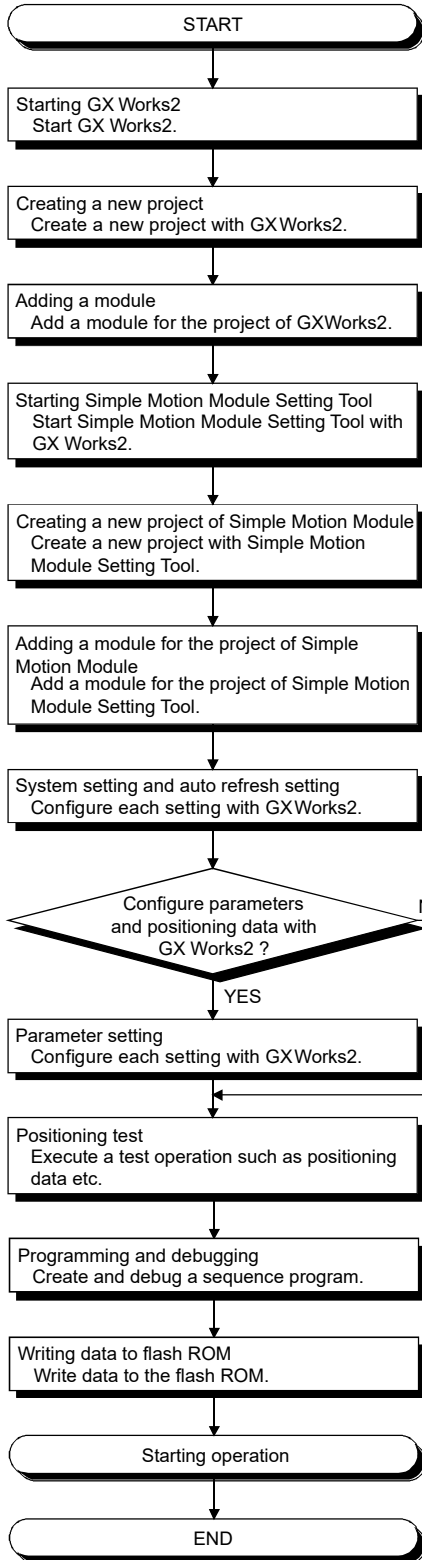 START
Starting GX Works2
Start GX Works2.
Creating a new project
Create a new project with GXWorks2.
Adding a module
Add a module for the project of GXWorks2.
Starting Simple Motion Module Setting Tool
Start Simple Motion Module Setting Tool with
GX Works2.
Creating a new project of Simple Motion Module
Create a new project with Simple Motion
Module Setting Tool.
Adding a module for the project of Simple
Motion Module
Add a module for the project of Simple Motion
Module Setting Tool.
System setting and auto refresh setting
Configure each setting with GXWorks2.
Configure parameters
and positioning data with
GX Works2 ?
YES
Parameter setting
Configure each setting with GXWorks2.
Positioning test
Execute a test operation such as positioning
data etc.
Programming and debugging
Create and debug a sequence program.
Writing data to flash ROM
Write data to the flash ROM.
Starting operation
END